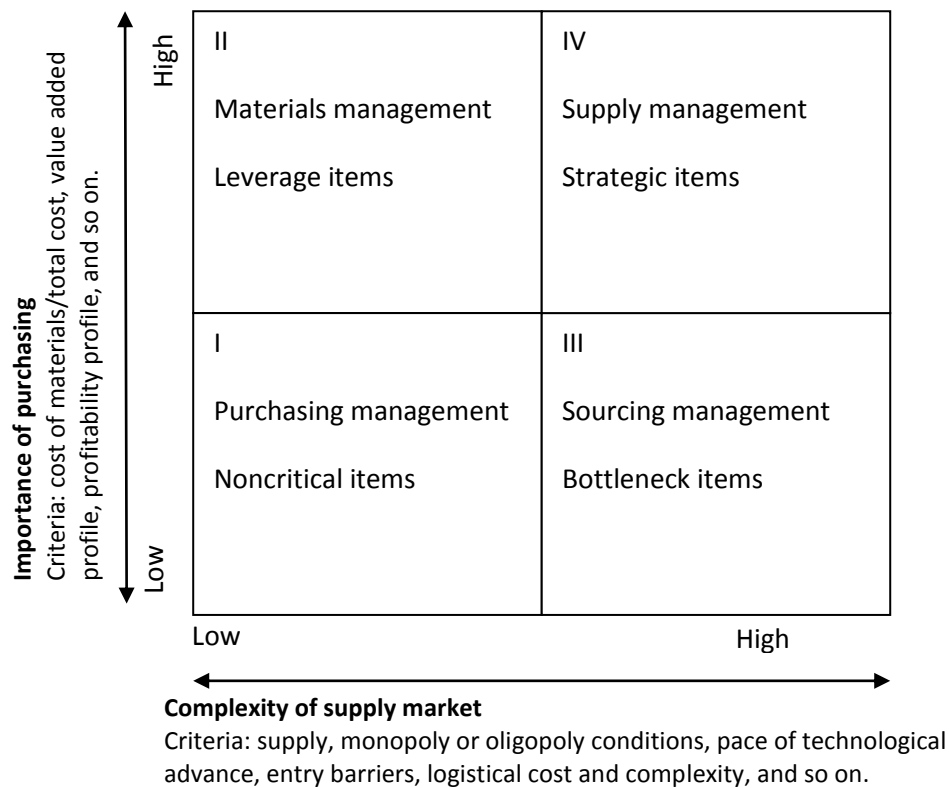 High
II
Materials management
Leverage items
IV
Supply management
Strategic items
Importance of purchasing
Criteria: cost of materials/total cost, value added
profile, profitability profile, and so on.
Low
I
Purchasing management
Noncritical items
III
Sourcing management
Bottleneck items
Low
High
Complexity of supply market
Criteria: supply, monopoly or oligopoly conditions, pace of technological
advance, entry barriers, logistical cost and complexity, and so on.